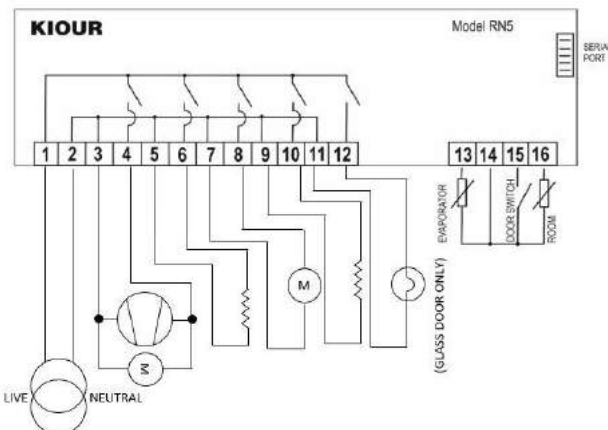 KIOUR
Model RN5
SERIA
PORT
1 2 3 4 5 6 7 8 9 10 11 12
13 14 15 16
EVAPORATOR
DOOR SWITCH
ROOM
M
M
(GLASS DOOR ONLY)
LIVE
NEUTRAL